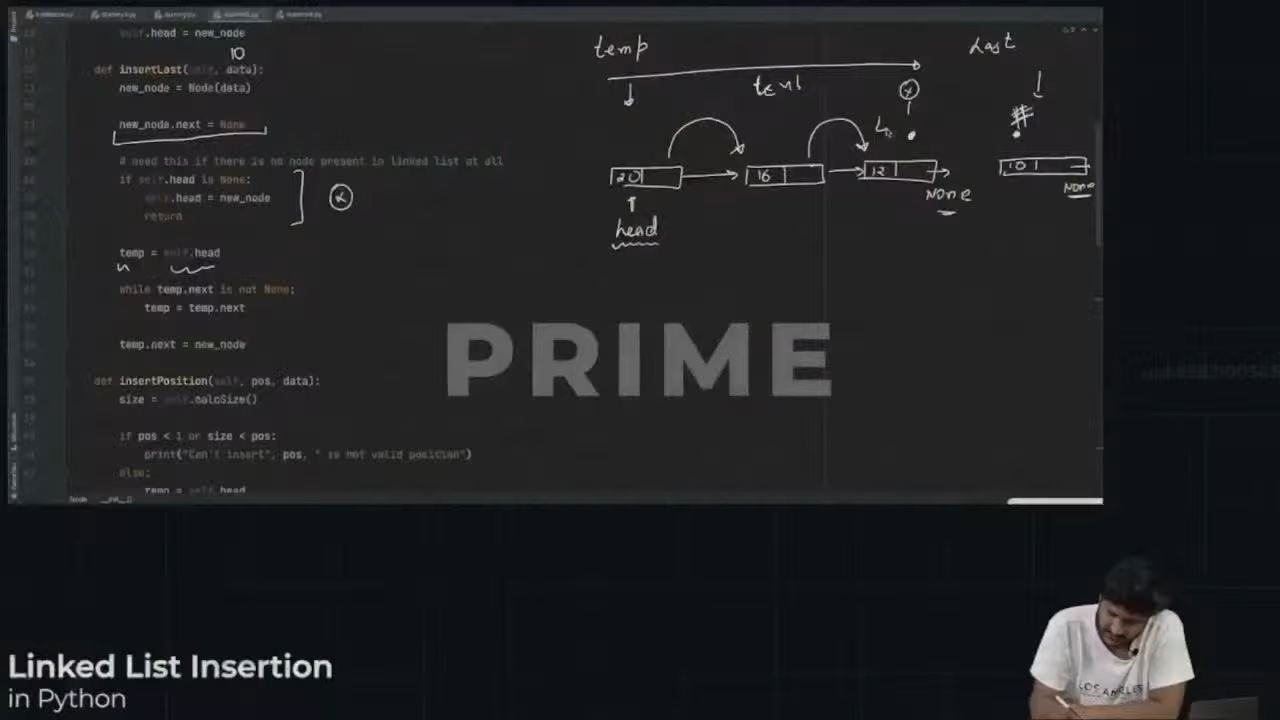 self.head = new_node
10
def insertLast(self, data):
new_node = Node(data)
new_node.next = None
# need this if there is no node present in linked list at all
if self.head is None:
self.head = new_node
return
temp = self.head
while temp.next is not None:
temp = temp.next
temp.next = new_node
def insertPosition(self, pos, data):
size = self.calcSize()
if pos < 1 or size < pos:
print("Can't insert", pos, " is not valid position")
else:
temp = self.head
Node
__init__()
temp
Last
20
16
12
10
None
None
head
PRIME
Linked List Insertion
in Python
LOS ANGELES